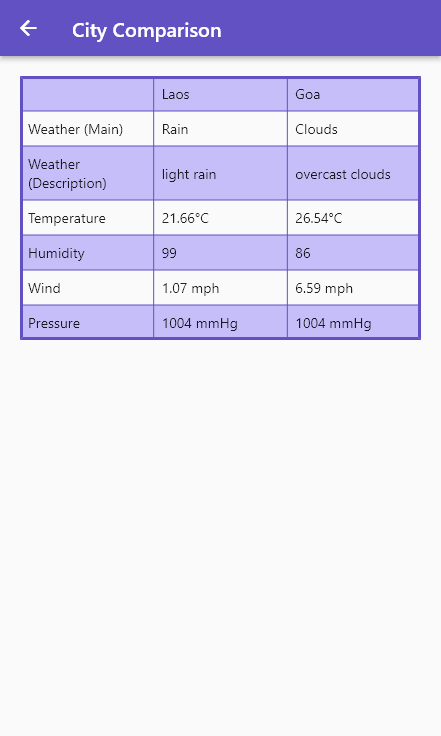 City Comparison
Laos Goa
Weather (Main) Rain Clouds
Weather
(Description) light rain overcast clouds
Temperature 21.66°C 26.54°C
Humidity 99 86
Wind 1.07 mph 6.59 mph
Pressure 1004 mmHg 1004 mmHg